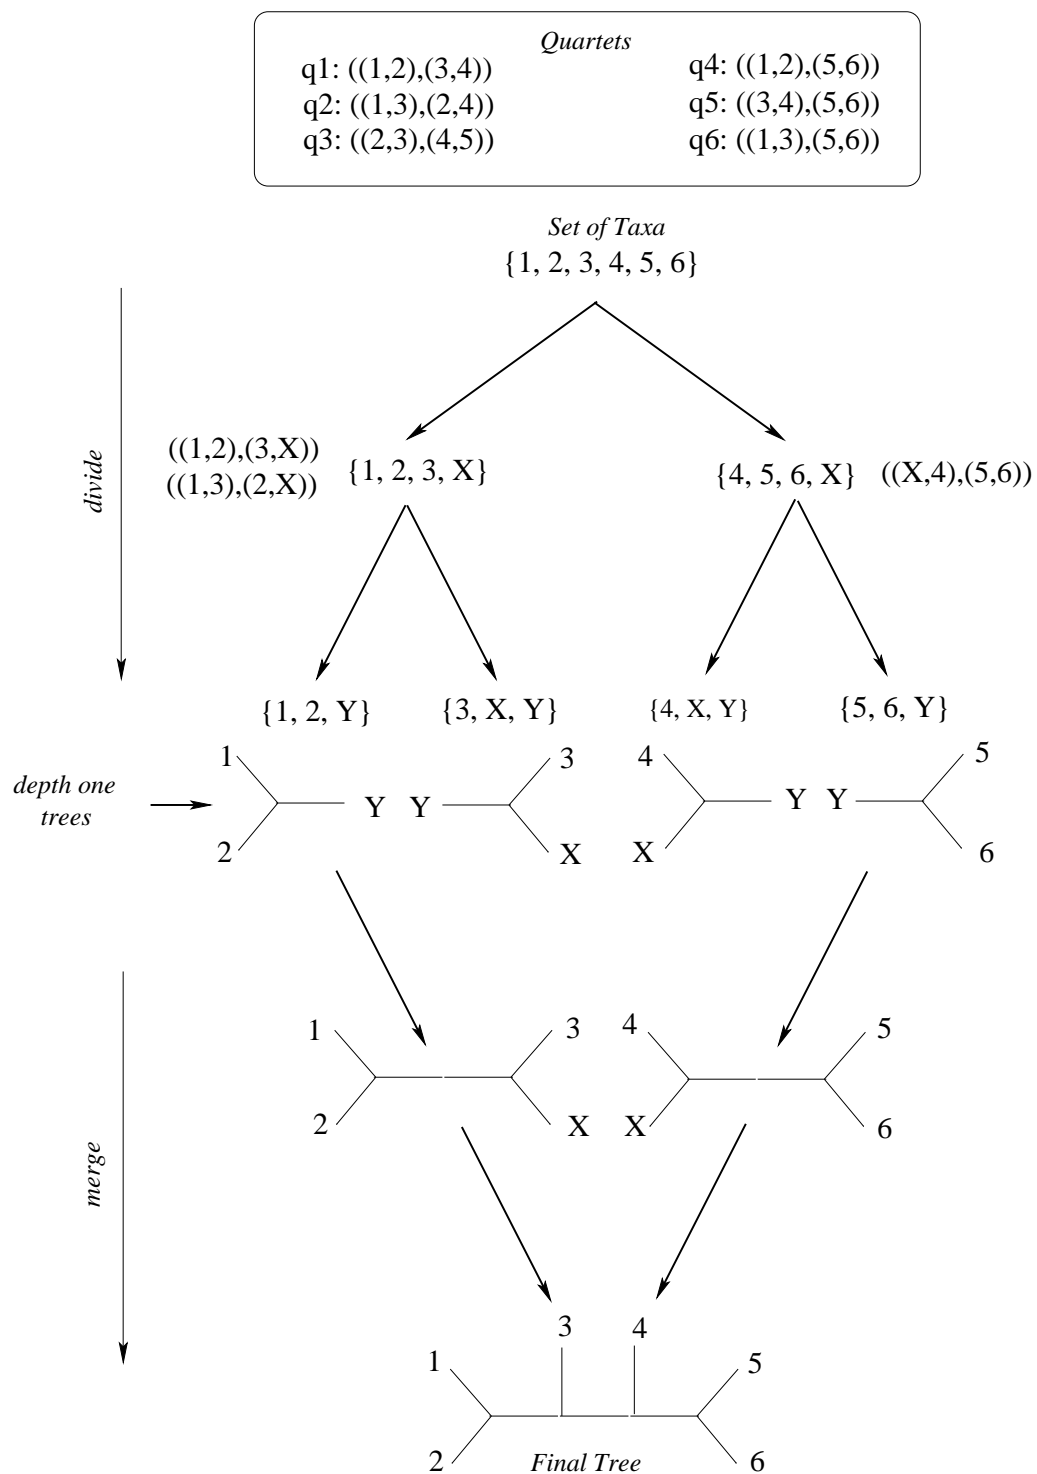 Quartets
q1: ((1,2),(3,4))
q2: ((1,3),(2,4))
q3: ((2,3),(4,5))
q4: ((1,2),(5,6))
q5: ((3,4),(5,6))
q6: ((1,3),(5,6))
Set of Taxa
{1, 2, 3, 4, 5, 6}
divide
((1,2),(3,X))
((1,3),(2,X))
{1, 2, 3, X}
{4, 5, 6, X}
((X,4),(5,6))
{1, 2, Y}
{3, X, Y}
{4, X, Y}
{5, 6, Y}
depth one
trees
1
2
Y
Y
3
X
4
X
Y
Y
5
6
merge
1
2
3
X
4
X
5
6
3
4
1
2
5
6
Final Tree